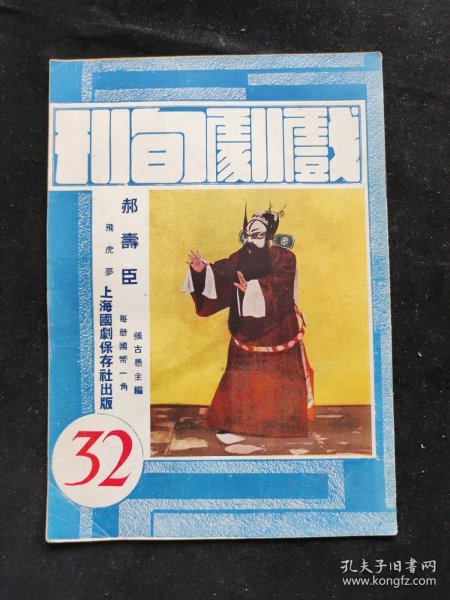 戲劇旬刊
郝壽臣
飛虎夢
張古愚主編
每册國幣一角
上海國劇保存社出版
32
孔夫子旧书网
www.kongfz.com